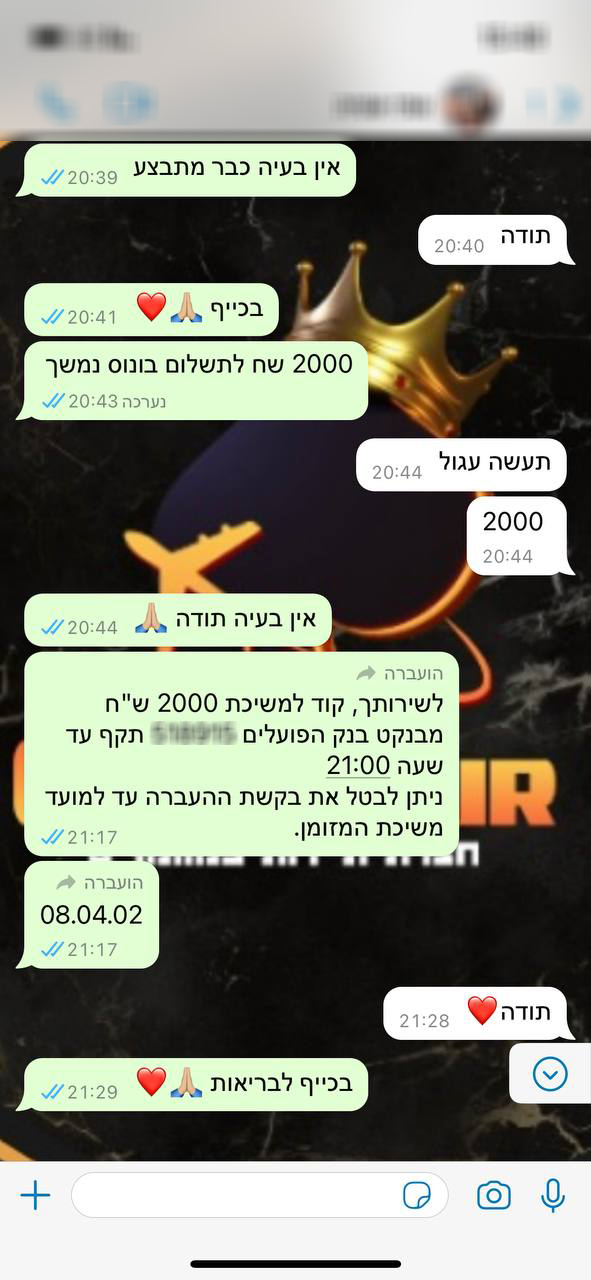 אין בעיה כבר מתבצע
20:39
תודה
20:40
בכייף 🙏🏼 ❤️
20:41
2000 שח לתשלום בונוס נמשך
נערכה 20:43
תעשה עגול
20:44
2000
20:44
אין בעיה תודה 🙏🏼
20:44
הועברה
לשירותך, קוד למשיכת 2000 ש"ח
מבנקט בנק הפועלים תקף עד
שעה 21:00
ניתן לבטל את בקשת ההעברה עד למועד
משיכת המזומן.
21:17
הועברה
08.04.02
21:17
תודה❤️
21:28
בכייף לבריאות 🙏🏼 ❤️
21:29